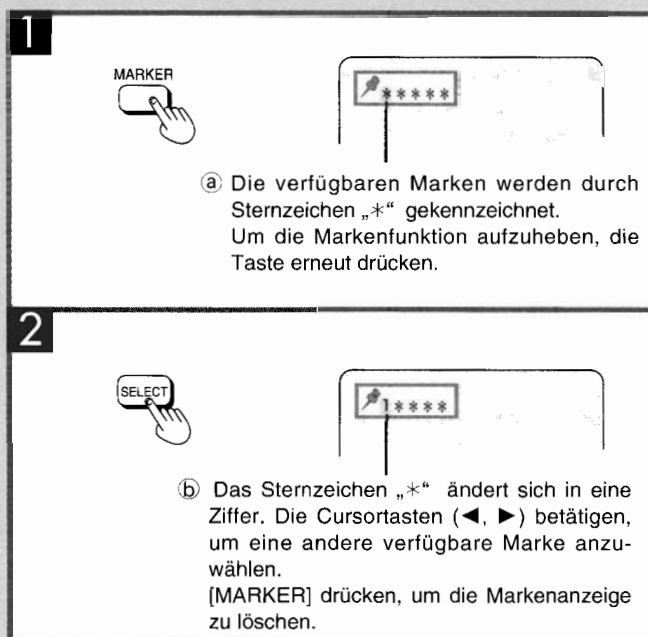 1
MARKER
*****
ⓐ Die verfügbaren Marken werden durch
Sternzeichen „*“ gekennzeichnet.
Um die Markenfunktion aufzuheben, die
Taste erneut drücken.
2
SELECT
1****
ⓑ Das Sternzeichen „*“ ändert sich in eine
Ziffer. Die Cursortasten (◀, ▶) betätigen,
um eine andere verfügbare Marke anzu-
wählen.
[MARKER] drücken, um die Markenanzeige
zu löschen.